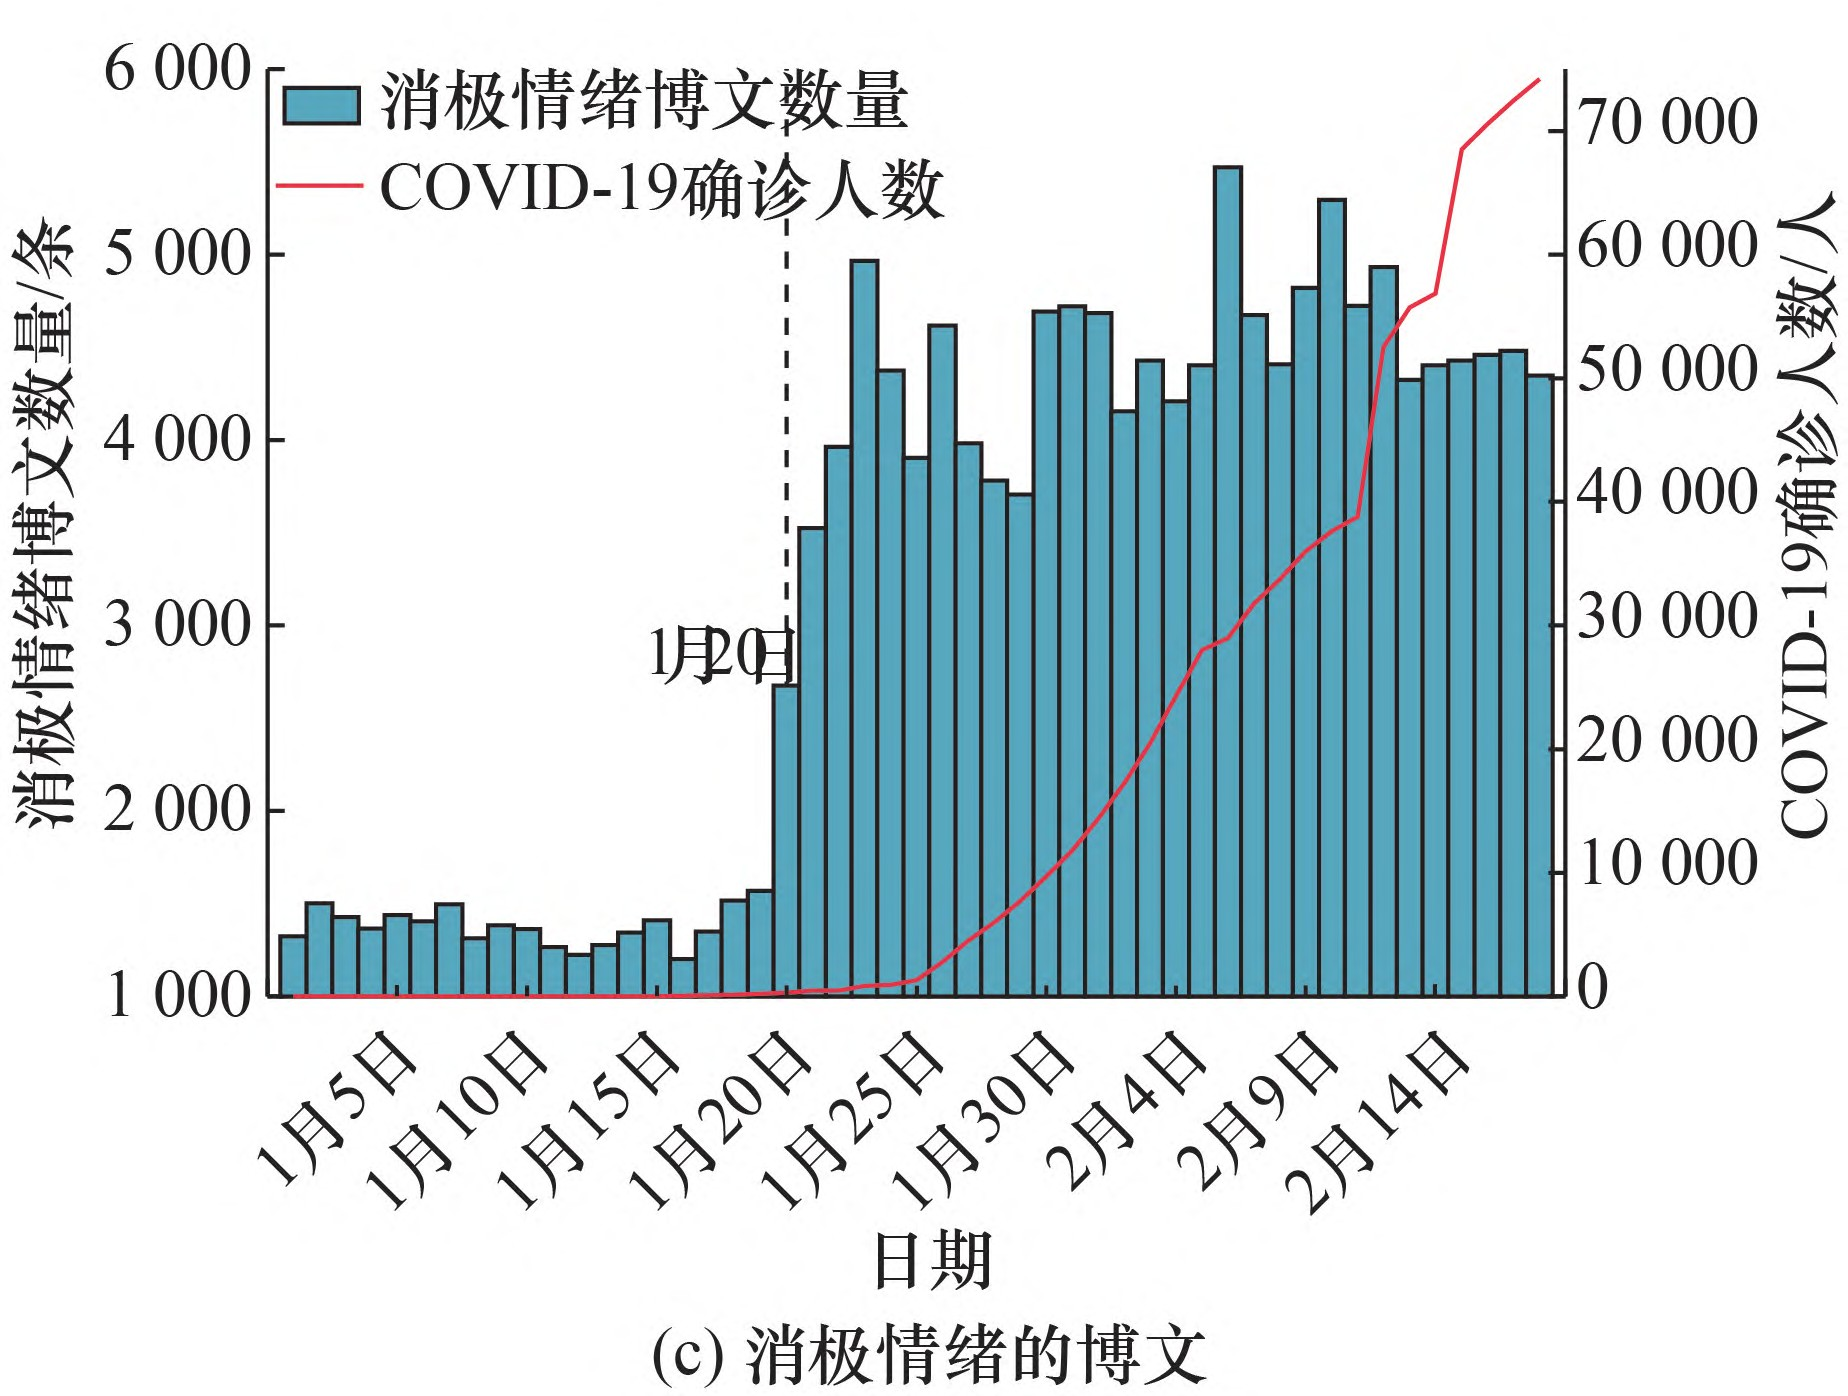 6 000
5 000
4 000
3 000
2 000
1 000
消极情绪博文数量/条
消极情绪博文数量
COVID-19确诊人数
1月20日
70 000
60 000
50 000
40 000
30 000
20 000
10 000
0
COVID-19确诊人数/人
1月5日
1月10日
1月15日
1月20日
1月25日
1月30日
2月4日
2月9日
2月14日
日期
(c) 消极情绪的博文